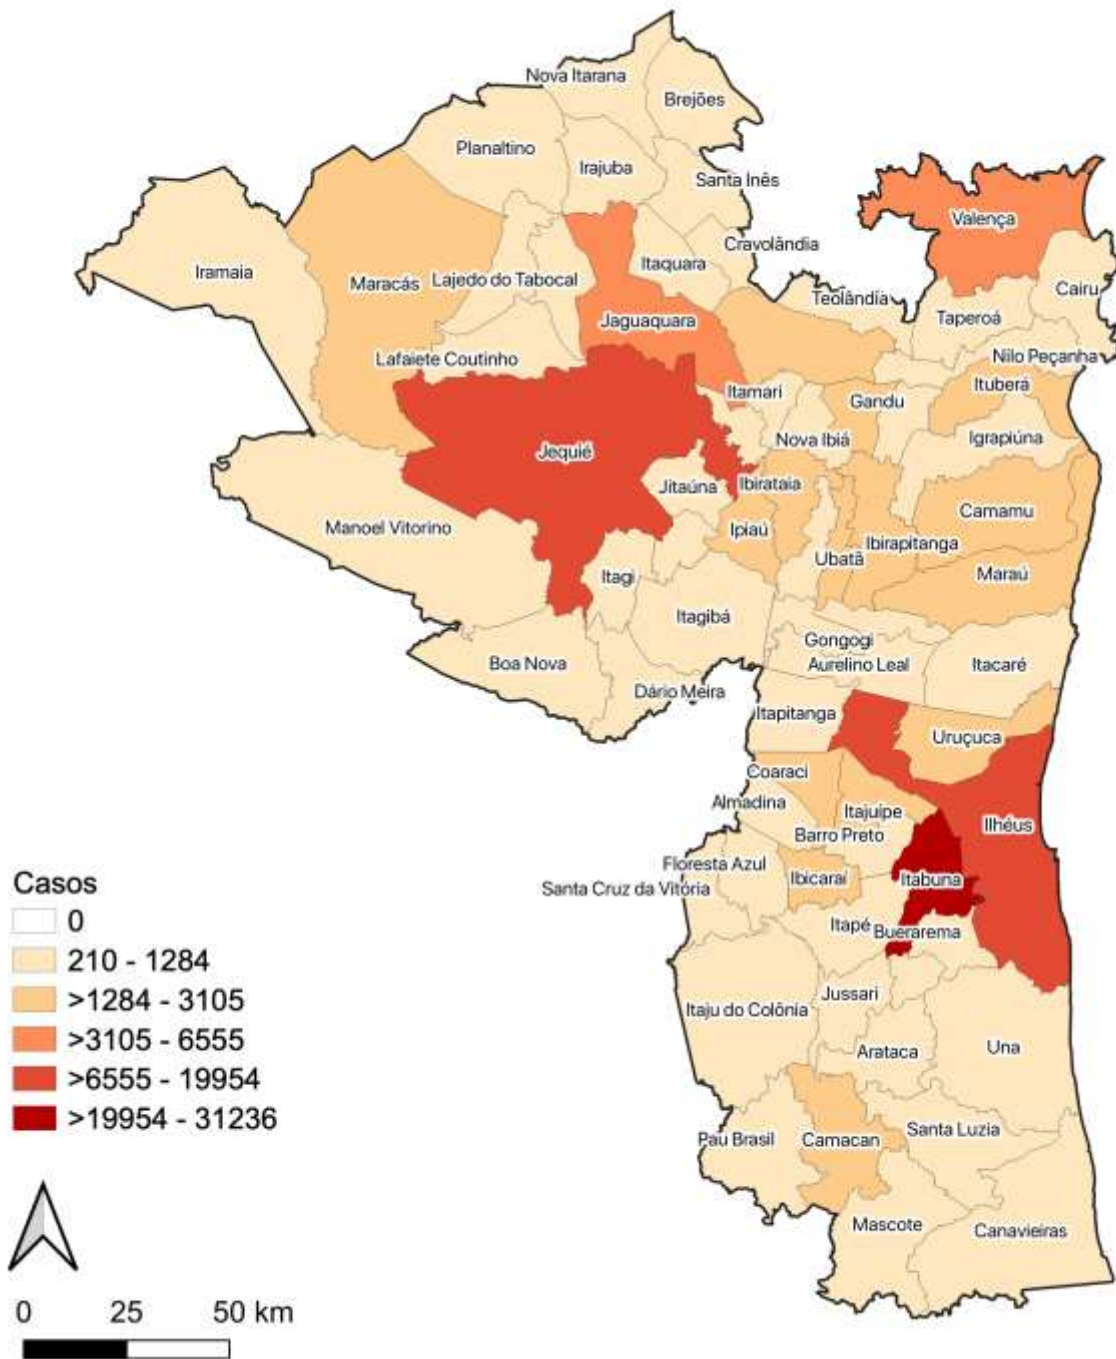 Nova Itarana
Brejões
Planaltino
Irajuba
Santa Inês
Valença
Cravolândia
Iramaia
Maracás
Lajedo do Tabocal
Itaquara
Teolândia
Cairu
Taperoá
Jaguaquara
Lafaiete Coutinho
Nilo Peçanha
Itamari
Gandu
Ituberá
Nova Ibiá
Igrapiúna
Jequié
Jitaúna
Ibirataia
Camamu
Manoel Vitorino
Ipiaú
Ibirapitanga
Ubatã
Maraú
Itagi
Itagibá
Gongogi
Boa Nova
Aurelino Leal
Itacaré
Dário Meira
Itapitanga
Uruçuca
Coaraci
Almadina
Itajuípe
Ilhéus
Barro Preto
Floresta Azul
Santa Cruz da Vitória
Ibicaraí
Itabuna
Itapé
Buerarema
Jussari
Itaju do Colônia
Arataca
Una
Pau Brasil
Camacan
Santa Luzia
Mascote
Canavieiras
Casos
0
210 - 1284
>1284 - 3105
>3105 - 6555
>6555 - 19954
>19954 - 31236
0 25 50 km